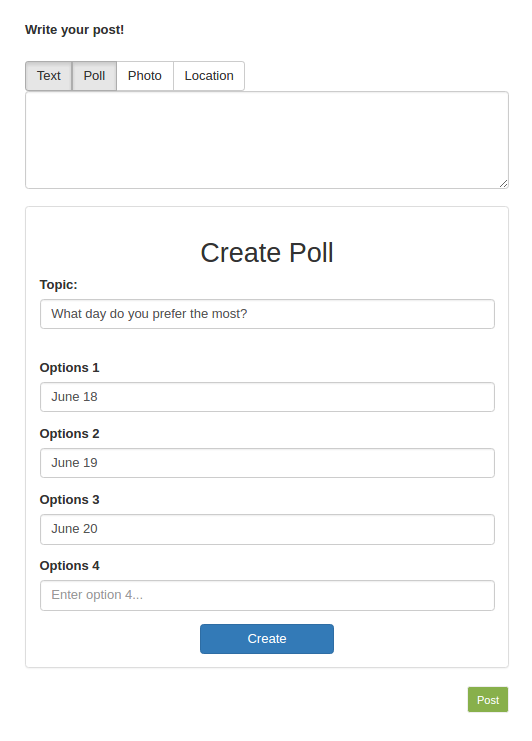 Write your post!
Text Poll Photo Location
Create Poll
Topic:
What day do you prefer the most?
Options 1
June 18
Options 2
June 19
Options 3
June 20
Options 4
Enter option 4...
Create
Post